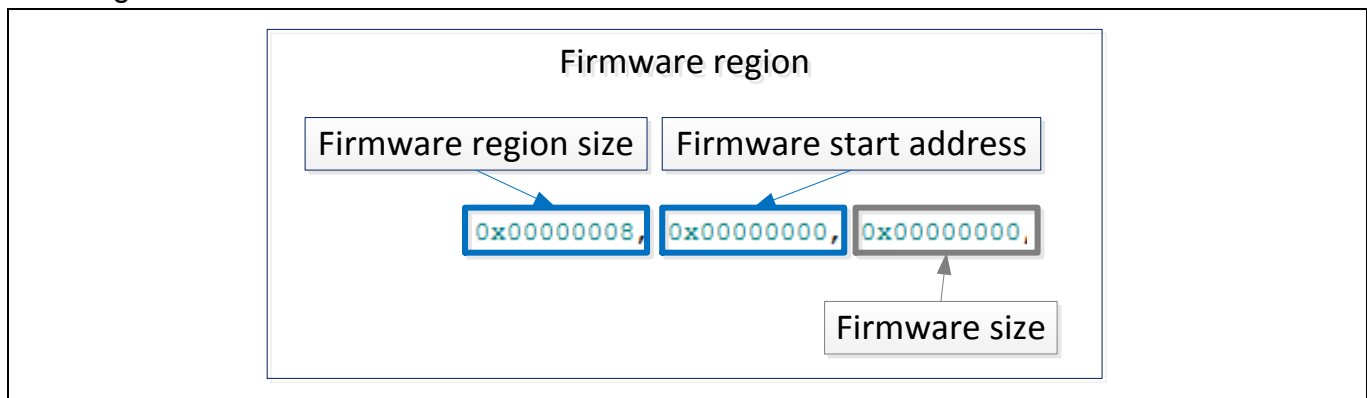 Firmware region
Firmware region size
Firmware start address
0x00000008, 0x00000000, 0x00000000,
Firmware size